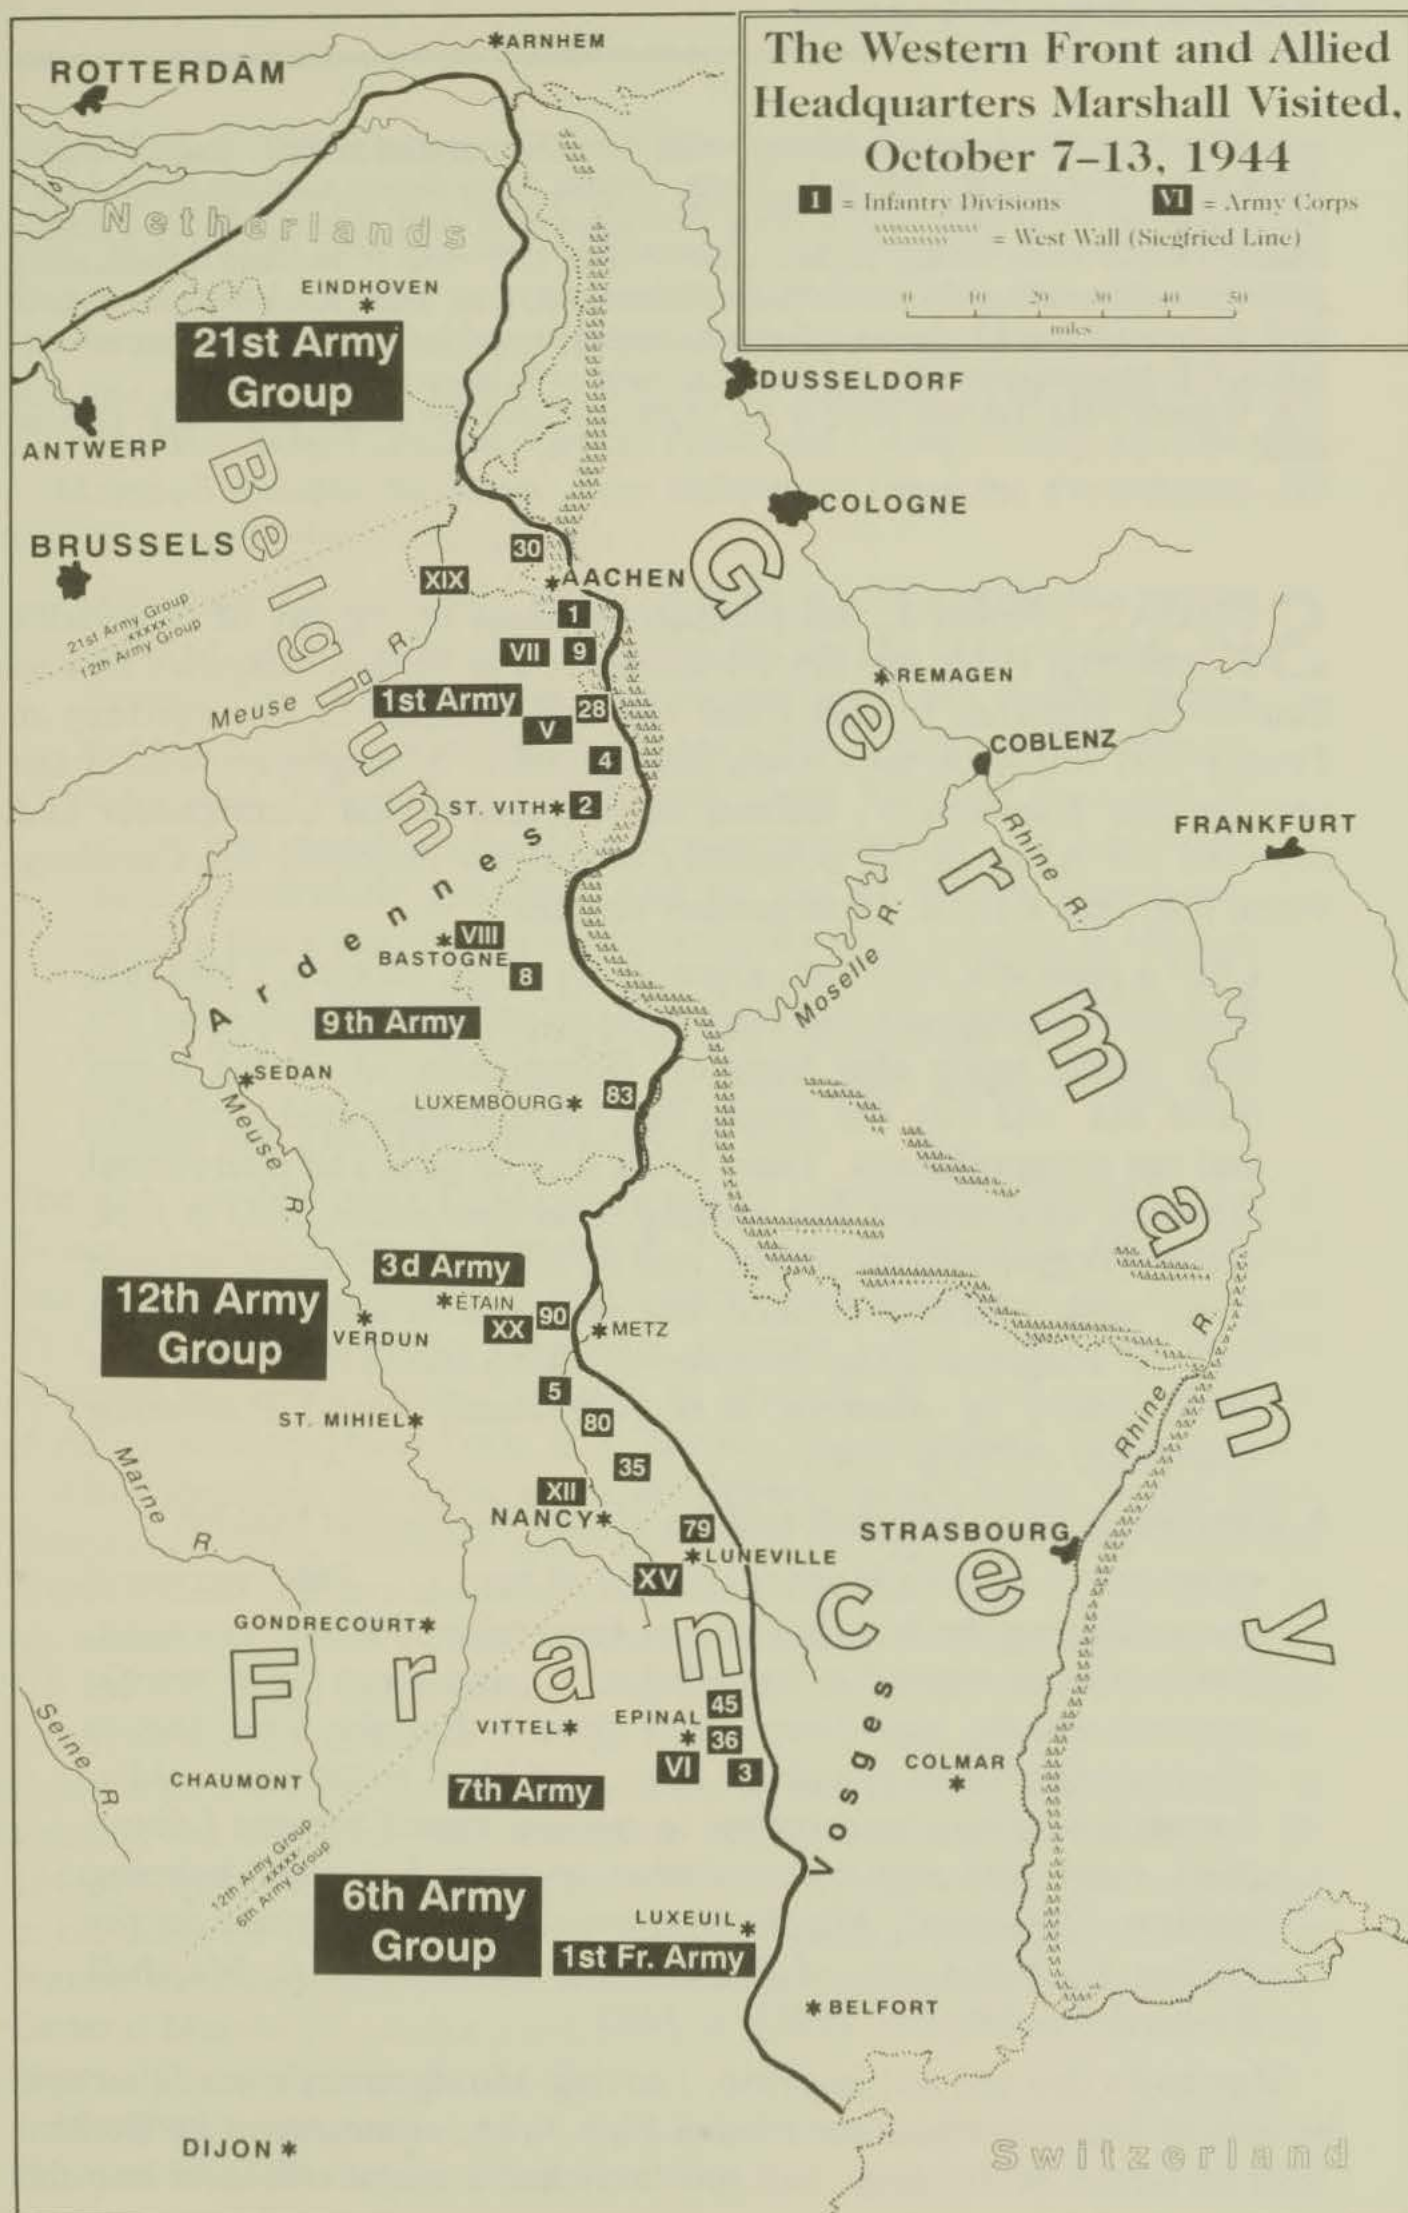 The Western Front and Allied
Headquarters Marshall Visited,
October 7–13, 1944
1 = Infantry Divisions
VI = Army Corps
= West Wall (Siegfried Line)
0 10 20 30 40 50
miles
ARNHEM
ROTTERDAM
Netherlands
EINDHOVEN
21st Army
Group
DUSSELDORF
ANTWERP
Belgium
COLOGNE
BRUSSELS
30
XIX
AACHEN
21st Army Group
xxxxx
12th Army Group
1
VII
9
Meuse R.
1st Army
28
V
4
REMAGEN
COBLENZ
Germany
ST. VITH
2
FRANKFURT
Rhine R.
Ardennes
VIII
BASTOGNE
8
Moselle R.
9th Army
SEDAN
Meuse R.
LUXEMBOURG
83
3d Army
ÉTAIN
12th Army
Group
VERDUN
XX
90
METZ
5
ST. MIHIEL
80
35
Rhine R.
Marne R.
XII
NANCY
79
LUNEVILLE
STRASBOURG
XV
GONDRECOURT
France
45
EPINAL
VITTEL
36
VI
3
Vosges
COLMAR
Seine R.
CHAUMONT
7th Army
12th Army Group
xxxxx
6th Army Group
6th Army
Group
LUXEUIL
1st Fr. Army
BELFORT
DIJON
Switzerland